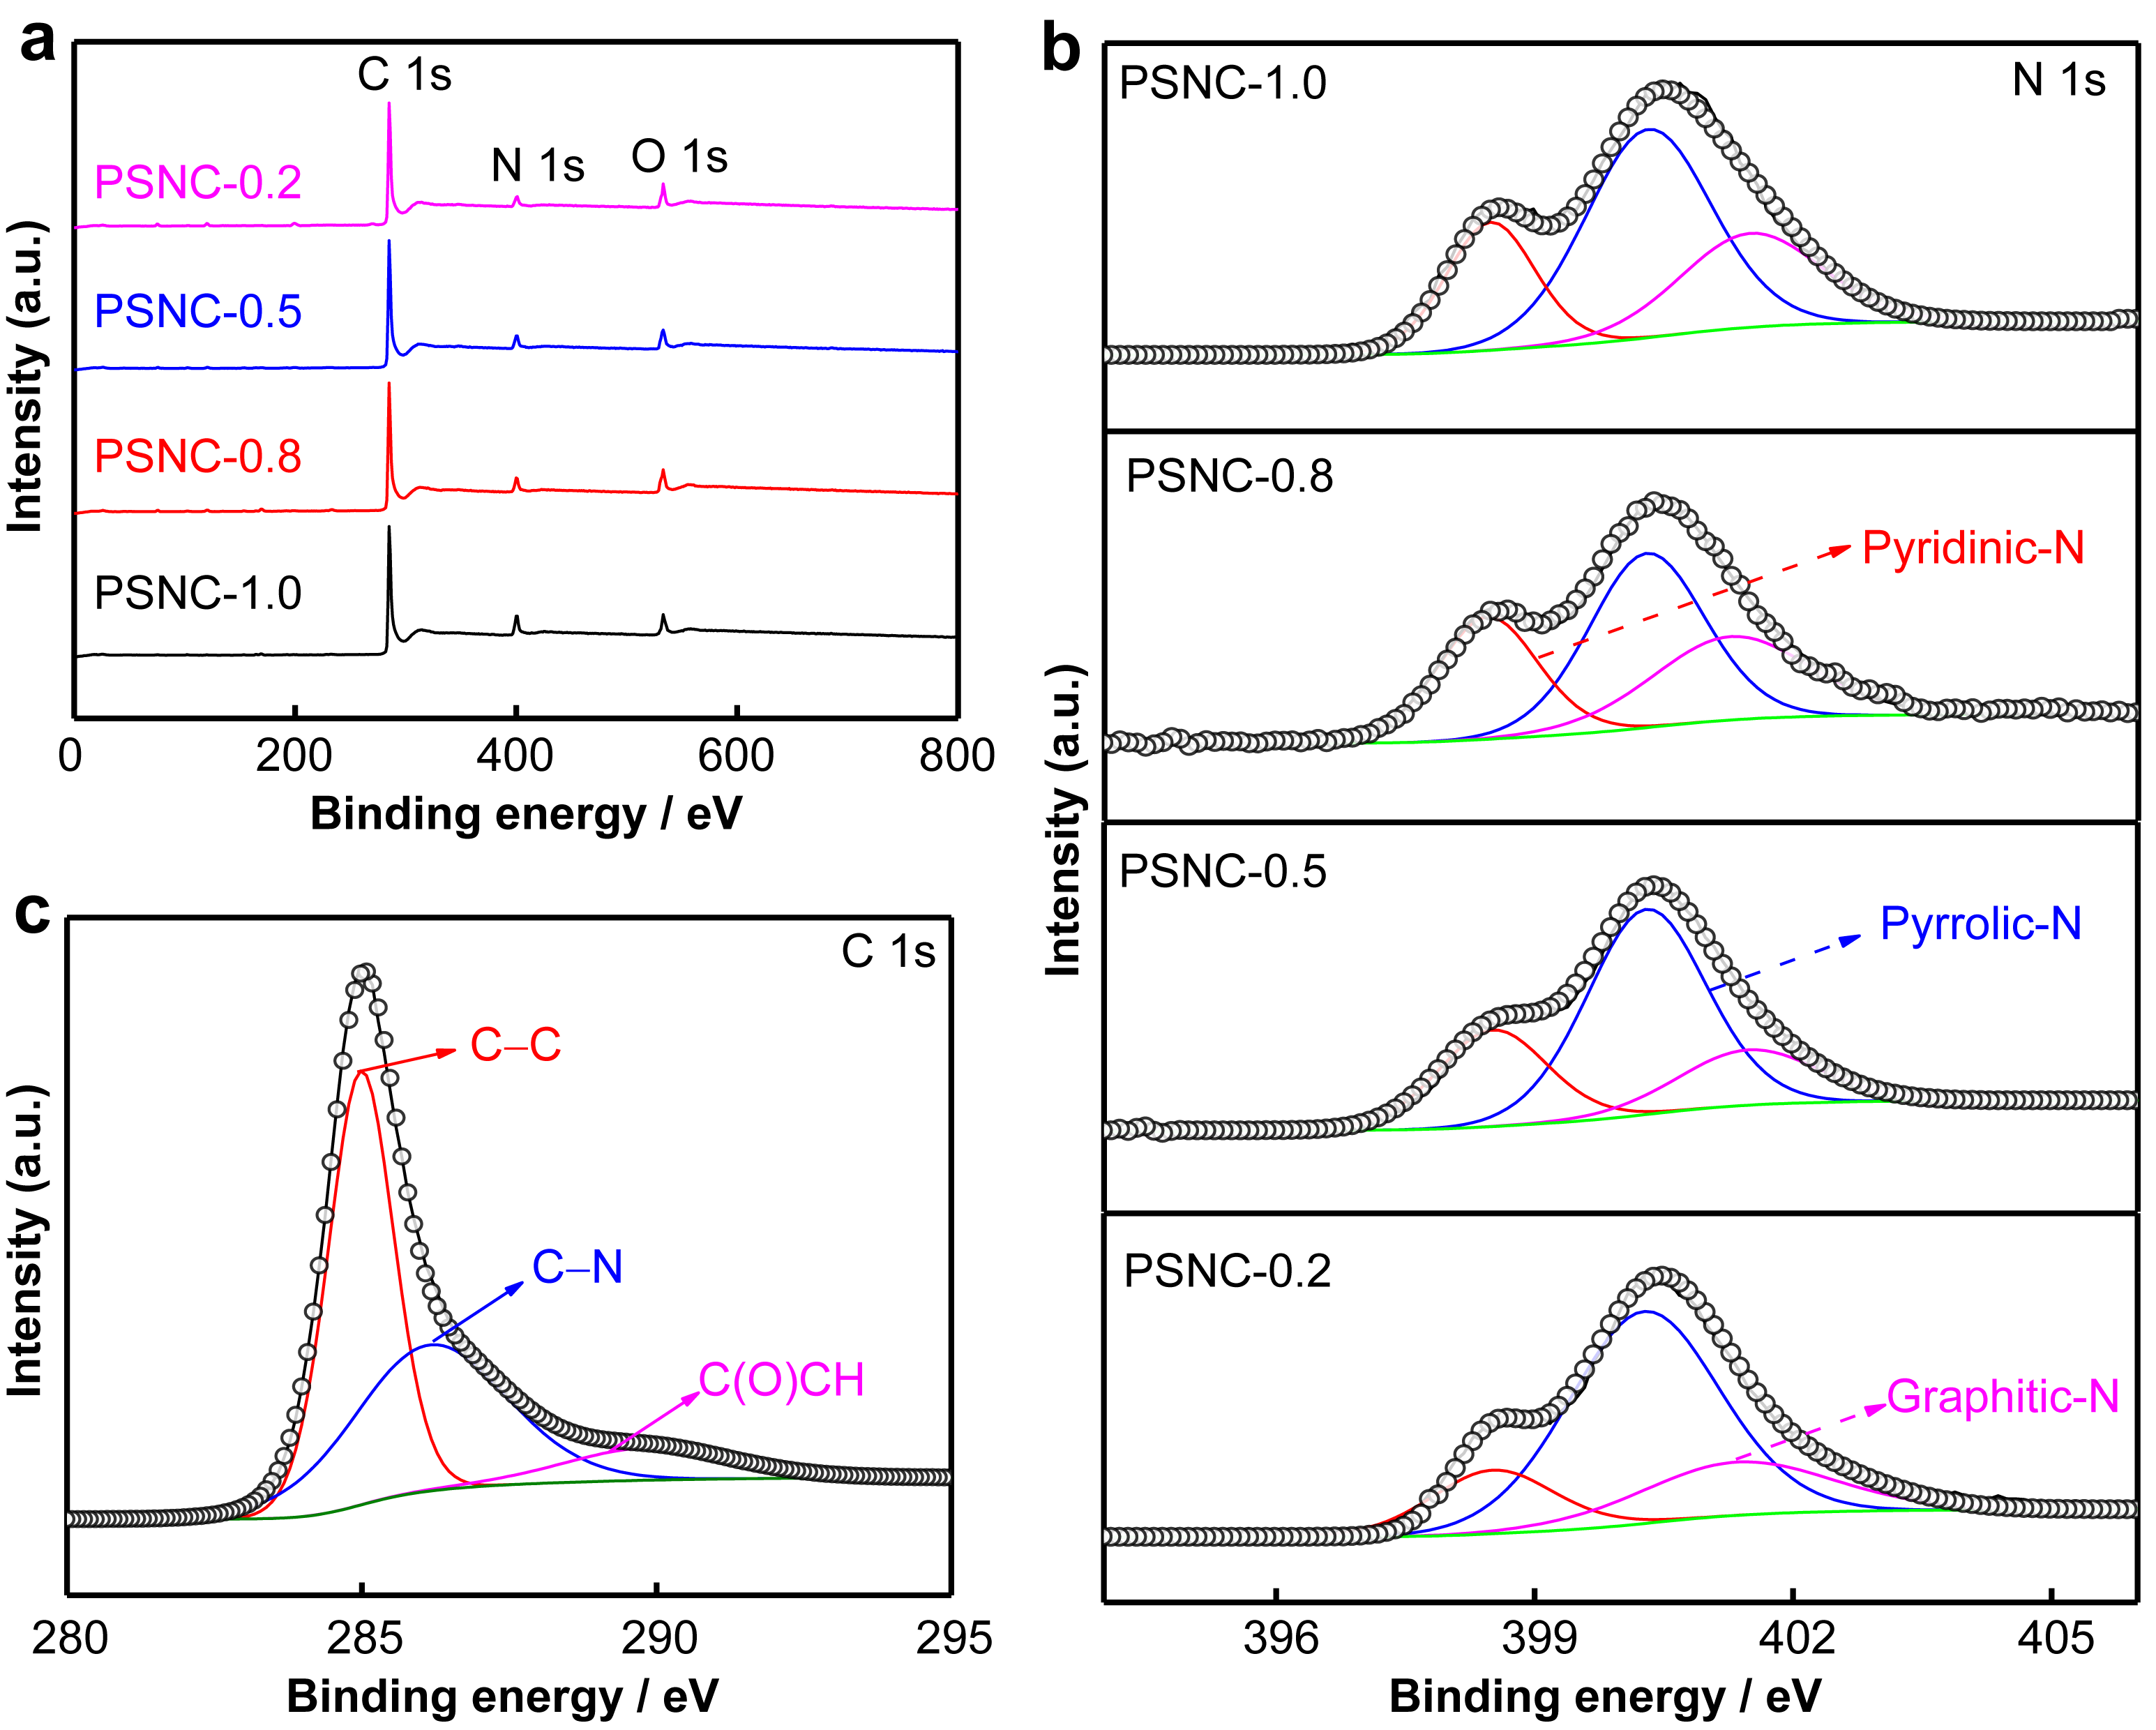 a
C 1s
N 1s
O 1s
PSNC-0.2
PSNC-0.5
PSNC-0.8
PSNC-1.0
Intensity (a.u.)
0 200 400 600 800
Binding energy / eV
b
PSNC-1.0
N 1s
PSNC-0.8
Pyridinic-N
PSNC-0.5
Pyrrolic-N
PSNC-0.2
Graphitic-N
Intensity (a.u.)
396 399 402 405
Binding energy / eV
c
C 1s
C–C
C–N
C(O)CH
Intensity (a.u.)
280 285 290 295
Binding energy / eV